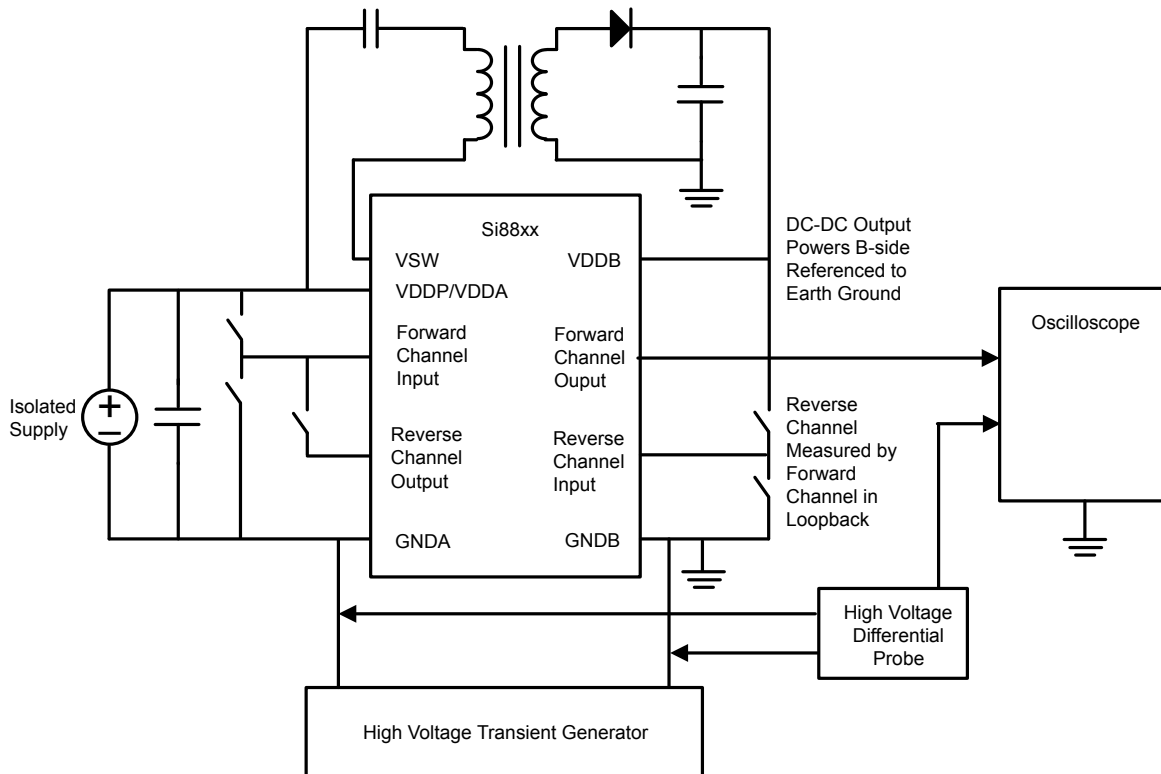 Si88xx
VSW
VDDB
VDDP/VDDA
Forward
Channel
Input
Forward
Channel
Ouput
Reverse
Channel
Output
Reverse
Channel
Input
GNDA
GNDB
Isolated
Supply
+
–
DC-DC Output
Powers B-side
Referenced to
Earth Ground
Oscilloscope
Reverse
Channel
Measured by
Forward
Channel in
Loopback
High Voltage
Differential
Probe
High Voltage Transient Generator